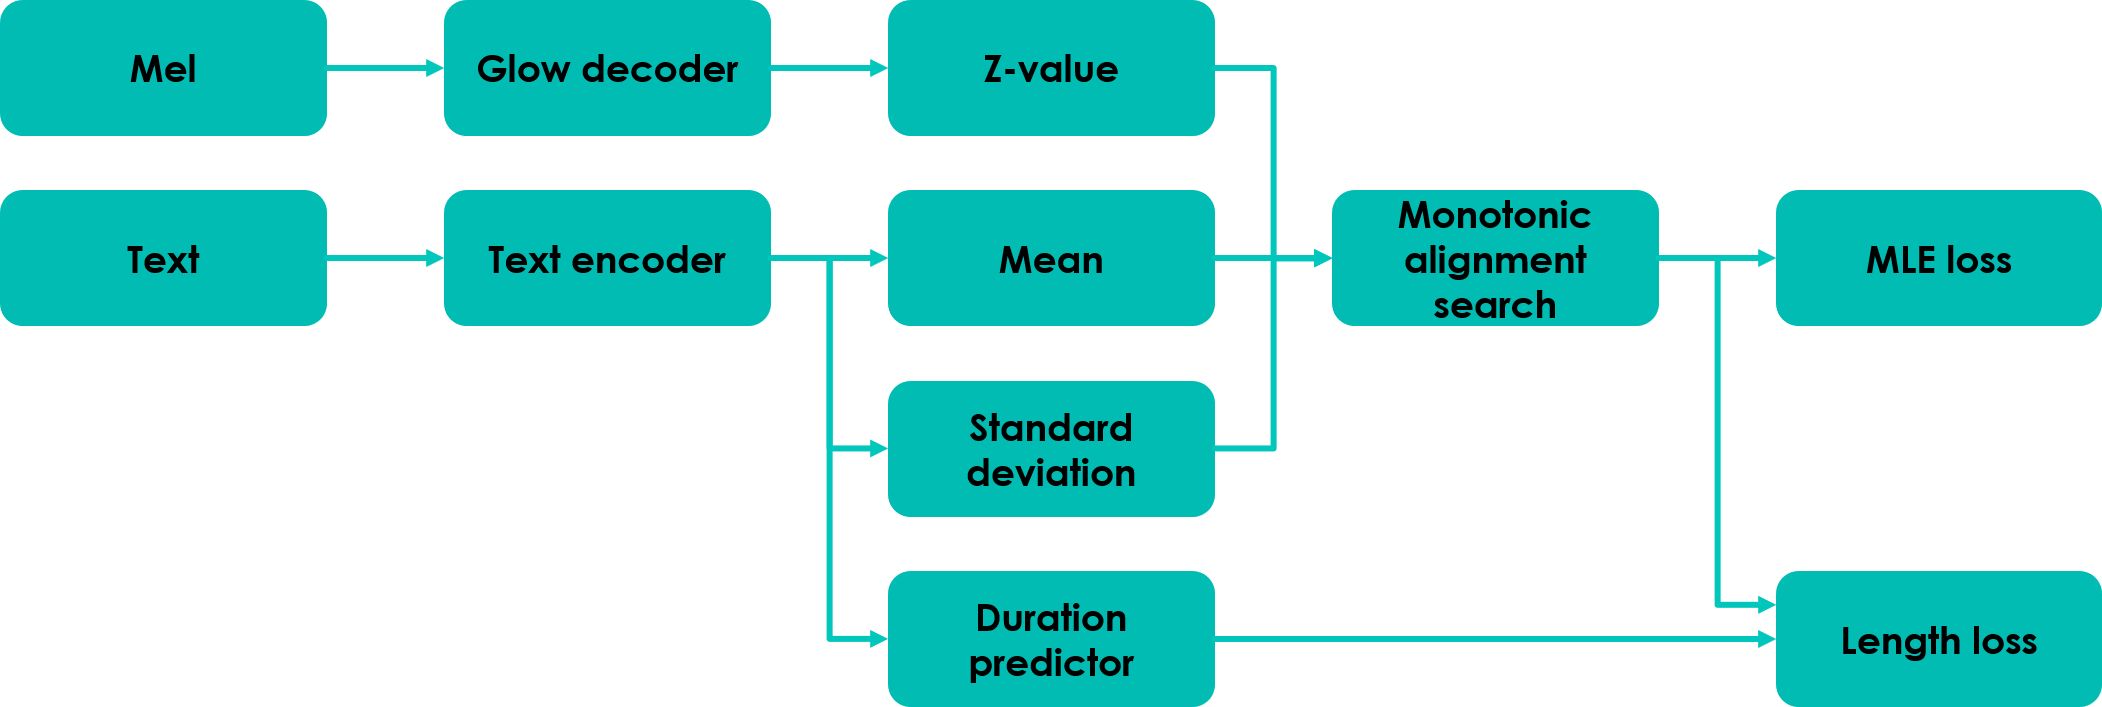 Mel
Glow decoder
Z-value
Text
Text encoder
Mean
Monotonic
alignment
search
MLE loss
Standard
deviation
Duration
predictor
Length loss